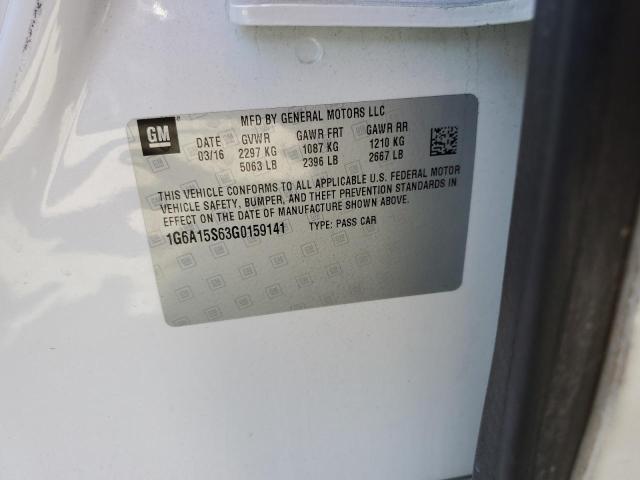 MFD BY GENERAL MOTORS LLC
GM
DATE GVWR GAWR FRT GAWR RR
03/16 2297 KG 1087 KG 1210 KG
5063 LB 2396 LB 2667 LB
THIS VEHICLE CONFORMS TO ALL APPLICABLE U.S. FEDERAL MOTOR
VEHICLE SAFETY, BUMPER, AND THEFT PREVENTION STANDARDS IN
EFFECT ON THE DATE OF MANUFACTURE SHOWN ABOVE.
1G6A15S63G0159141 TYPE: PASS CAR